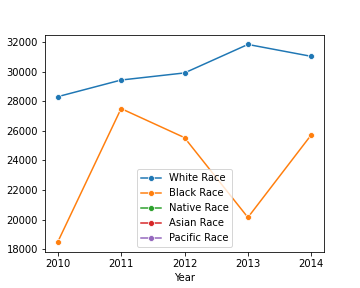 32000
30000
28000
26000
24000
22000
20000
18000
White Race
Black Race
Native Race
Asian Race
Pacific Race
2010 2011 2012 2013 2014
Year